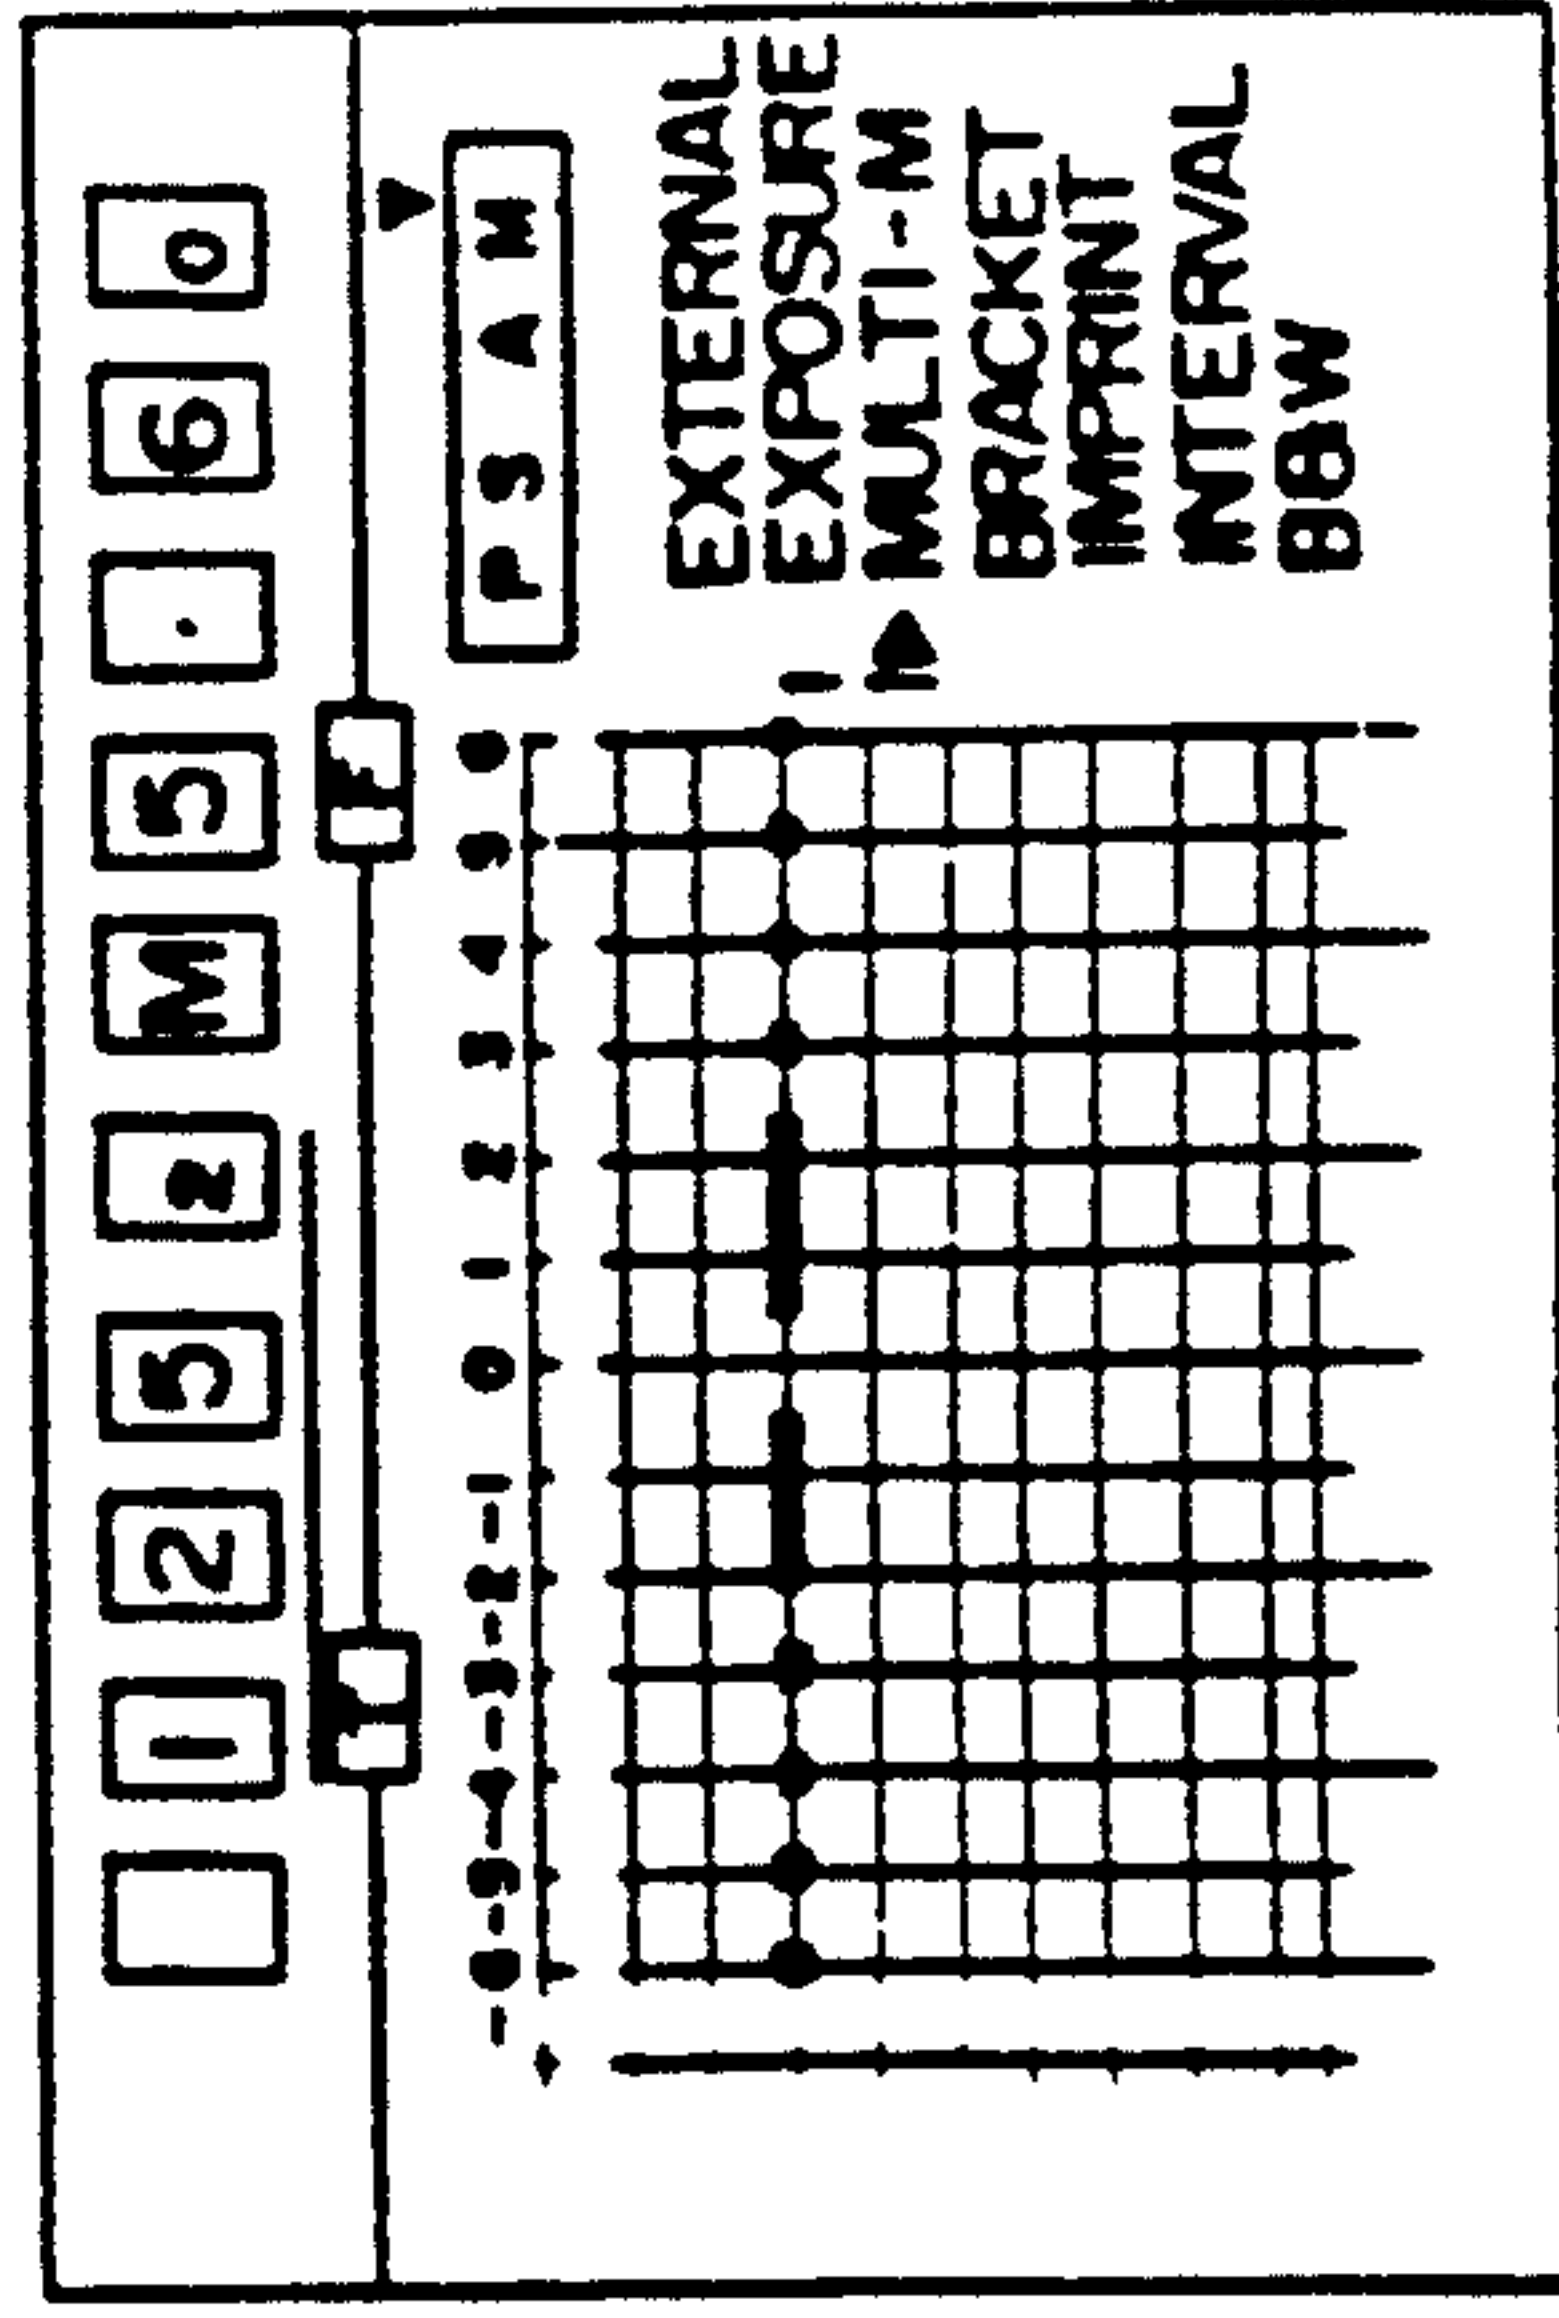 1 2 5 2 M 5 . 6 0
-6 -5 -4 -3 -2 -1 0 1 2 3 4 5 6
P S A M
EXTERNAL
EXPOSURE
MULTI-M
BRACKET
IMPRINT
INTERVAL
B&W